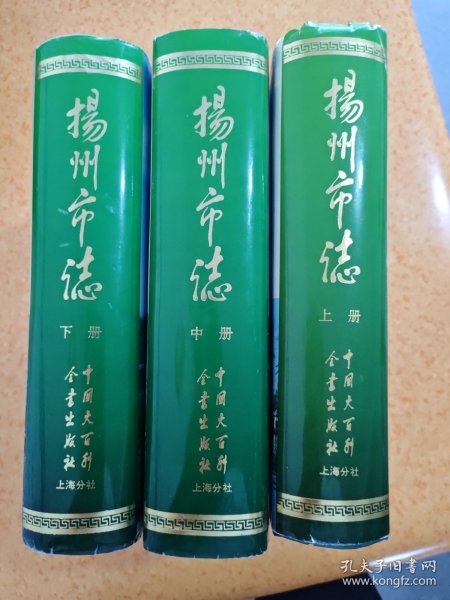 揚州市誌
下册
中国大百科
全書出版社
上海分社
揚州市誌
中册
中国大百科
全書出版社
上海分社
揚州市誌
上册
中国大百科
全書出版社
上海分社
孔夫子旧书网
www.kongfz.com